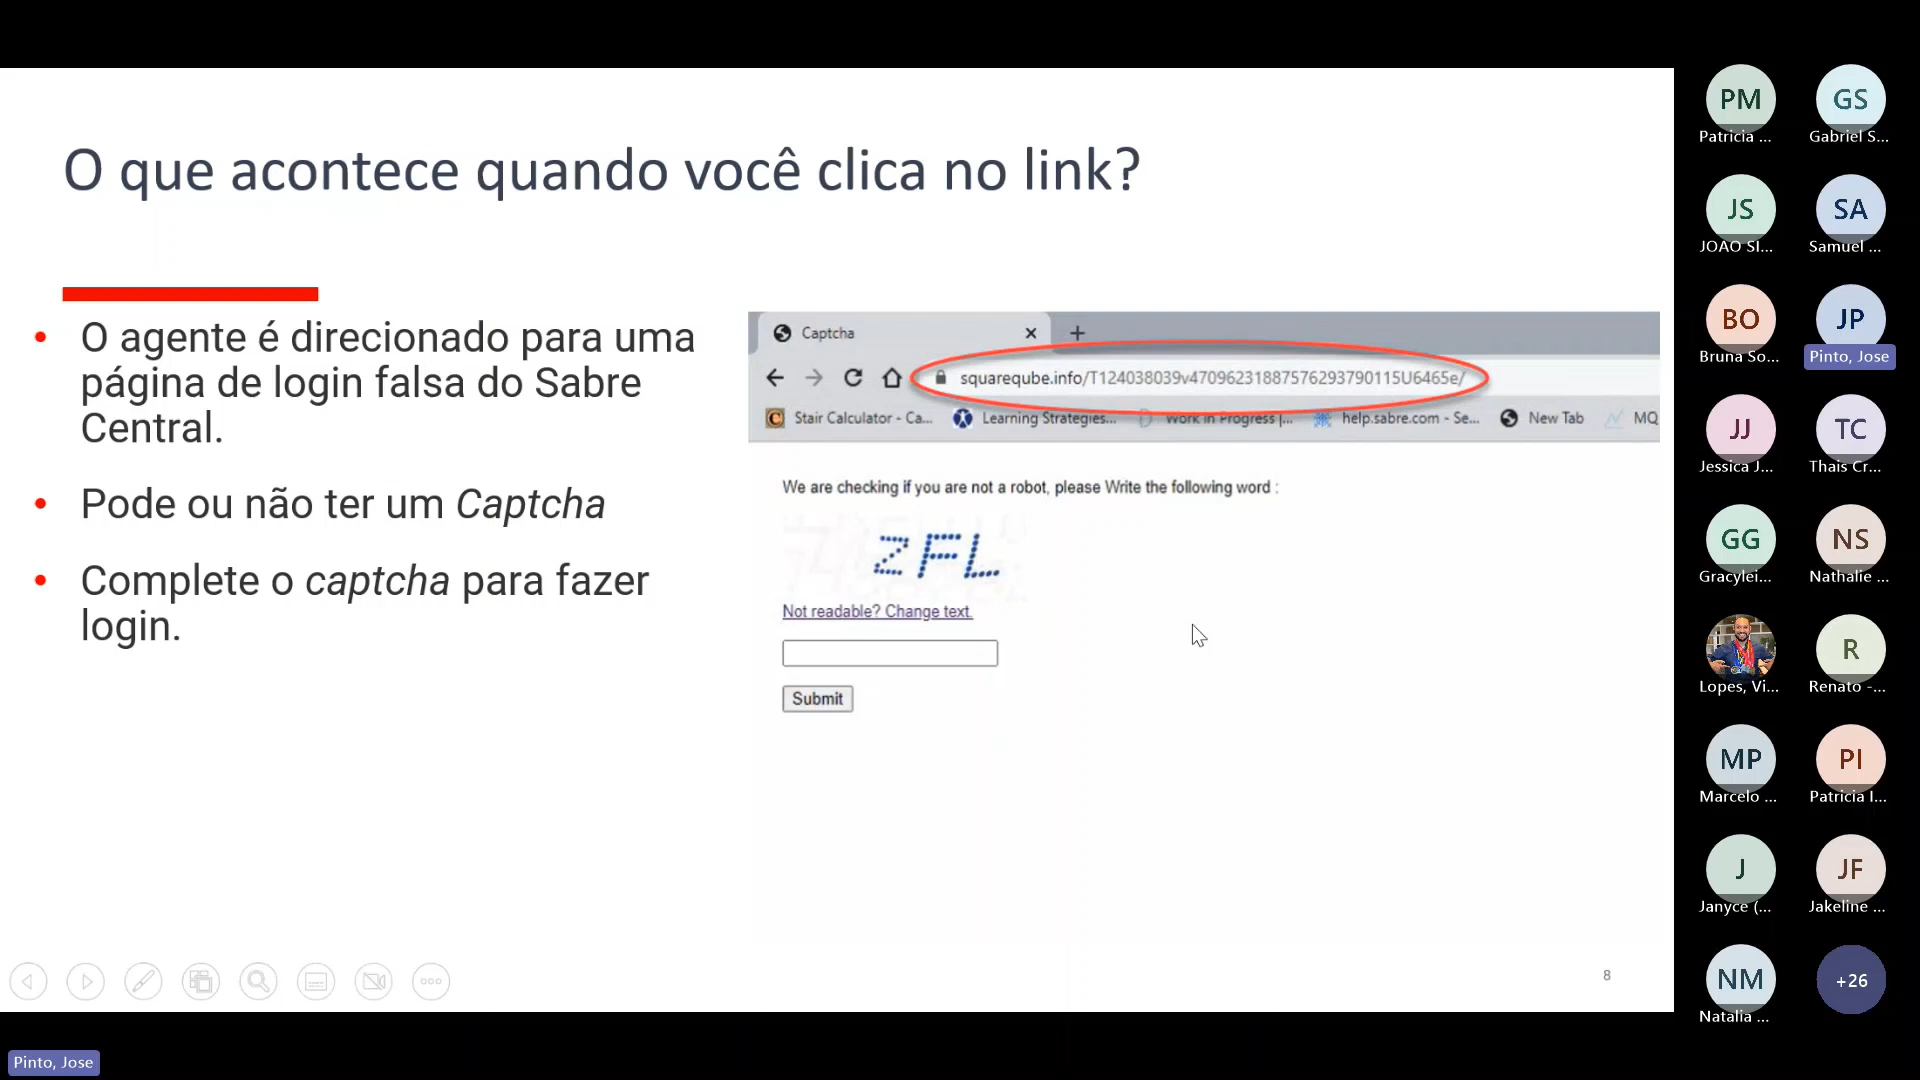 O que acontece quando você clica no link?
• O agente é direcionado para uma
página de login falsa do Sabre
Central.
• Pode ou não ter um Captcha
• Complete o captcha para fazer
login.
Captcha
squareqube.info/T124038039v47096231887576293790115U6465e/
Stair Calculator - Ca... Learning Strategies... Work in Progress |... help.sabre.com - Se... New Tab MQ
We are checking if you are not a robot, please Write the following word :
ZFL
Not readable? Change text.
Submit
8
PM GS
Patricia ... Gabriel S...
JS SA
JOAO SI... Samuel ...
BO JP
Bruna So... Pinto, Jose
JJ TC
Jessica J... Thais Cr...
GG NS
Gracylei... Nathalie ...
R
Lopes, Vi... Renato -...
MP PI
Marcelo ... Patricia I...
J JF
Janyce (... Jakeline ...
NM +26
Natalia ...
Pinto, Jose